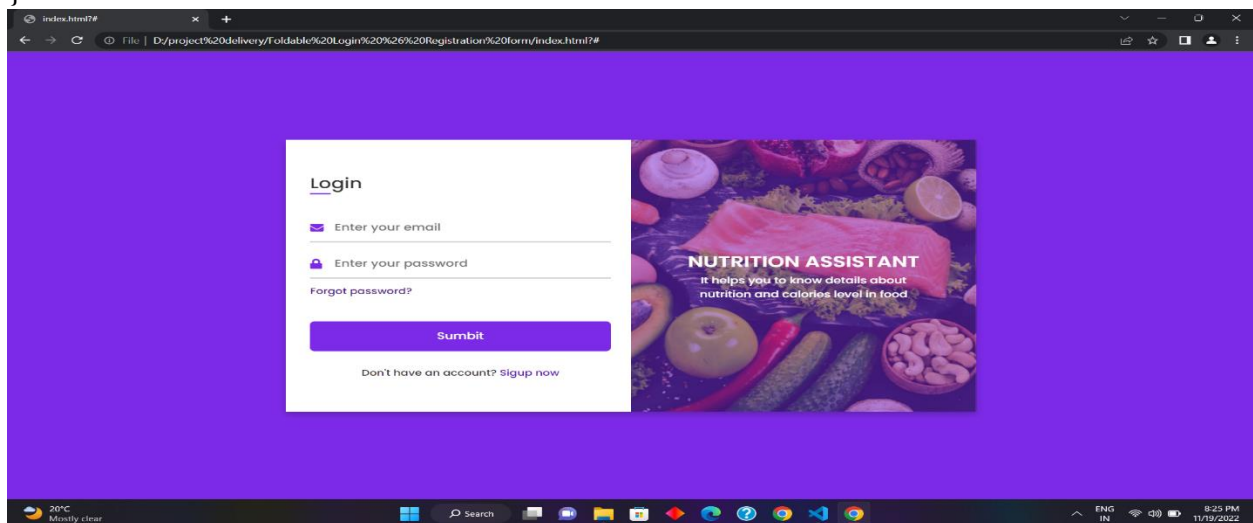 index.html?#
File | D:/project%20delivery/Foldable%20Login%20%26%20Registration%20form/index.html?#
Login
Enter your email
Enter your password
Forgot password?
Sumbit
Don't have an account? Sigup now
NUTRITION ASSISTANT
It helps you to know details about
nutrition and calories level in food
20°C
Mostly clear
Search
ENG
IN
8:25 PM
11/19/2022